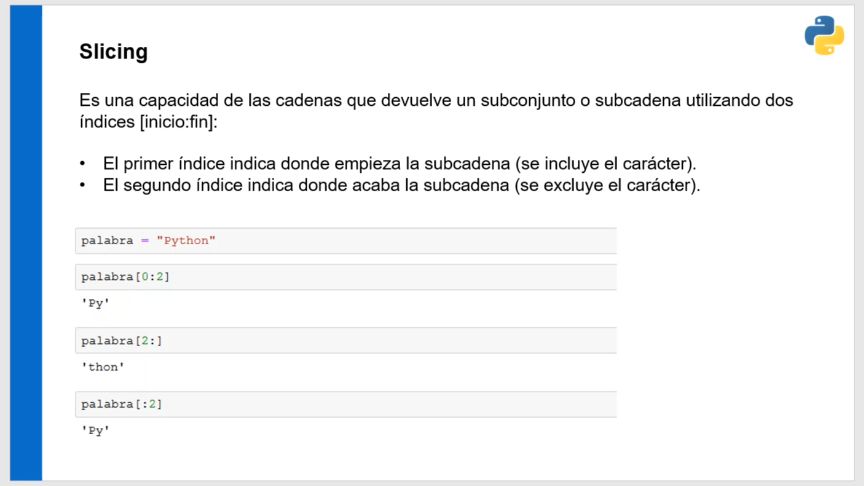 Slicing
Es una capacidad de las cadenas que devuelve un subconjunto o subcadena utilizando dos
índices [inicio:fin]:
• El primer índice indica donde empieza la subcadena (se incluye el carácter).
• El segundo índice indica donde acaba la subcadena (se excluye el carácter).
palabra = "Python"
palabra[0:2]
'Py'
palabra[2:]
'thon'
palabra[:2]
'Py'